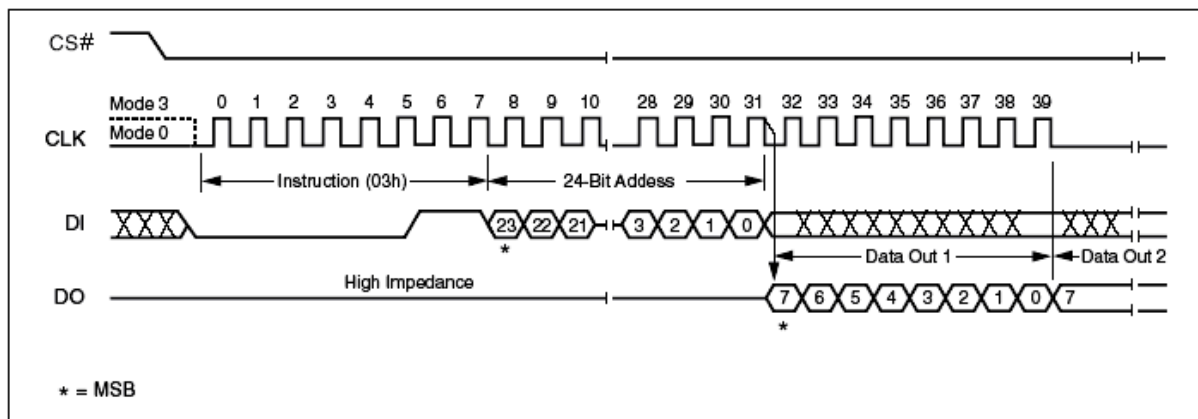 CS#
Mode 3
0 1 2 3 4 5 6 7 8 9 10 28 29 30 31 32 33 34 35 36 37 38 39
Mode 0
CLK
Instruction (03h) 24-Bit Addess
DI 23 22 21 3 2 1 0
*
Data Out 1 Data Out 2
High Impedance
DO 7 6 5 4 3 2 1 0 7
*
* = MSB